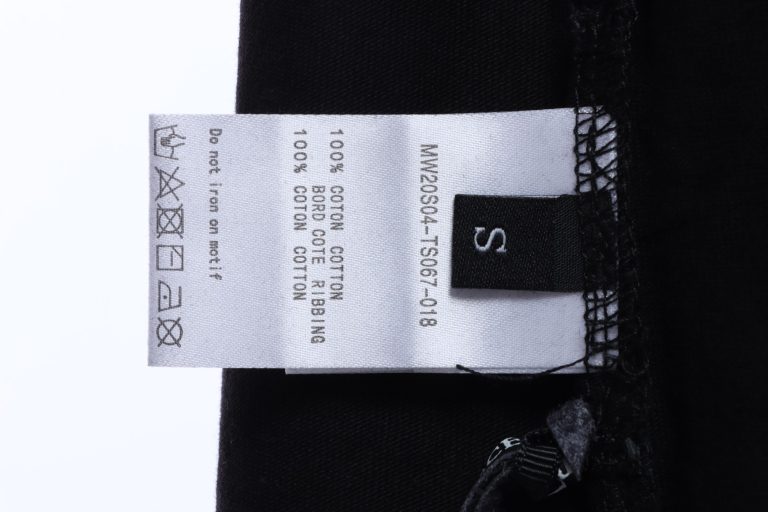 S
MW20S04-TS067-018
100% COTON COTTON
BORD COTE RIBBING
100% COTON COTTON
Do not iron on motif